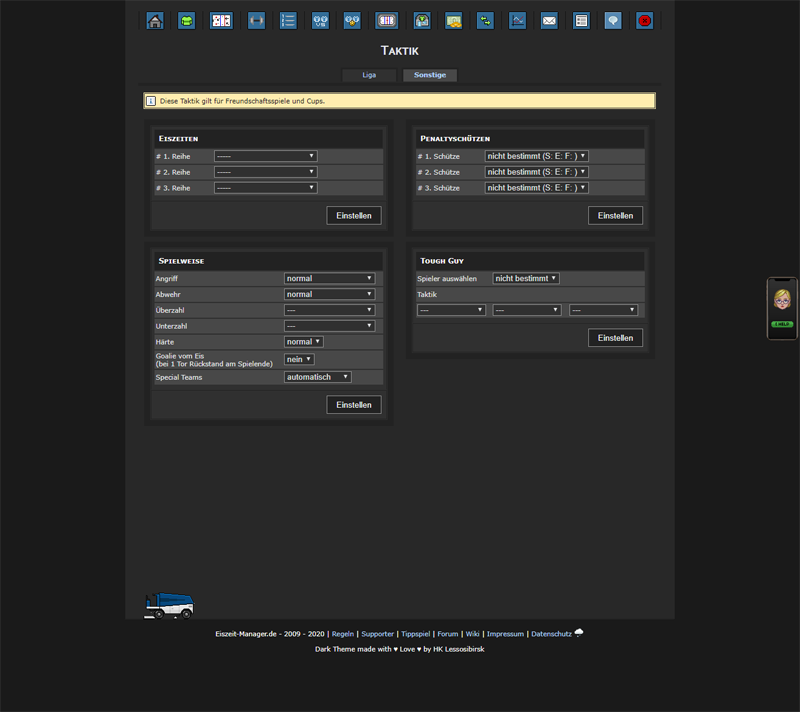 Taktik
Liga
Sonstige
Diese Taktik gilt für Freundschaftsspiele und Cups.
Eiszeiten
# 1. Reihe -----
# 2. Reihe -----
# 3. Reihe -----
Einstellen
Penaltyschützen
# 1. Schütze nicht bestimmt (S: E: F: )
# 2. Schütze nicht bestimmt (S: E: F: )
# 3. Schütze nicht bestimmt (S: E: F: )
Einstellen
Spielweise
Angriff normal
Abwehr normal
Überzahl ---
Unterzahl ---
Härte normal
Goalie vom Eis
(bei 1 Tor Rückstand am Spielende) nein
Special Teams automatisch
Einstellen
Tough Guy
Spieler auswählen nicht bestimmt
Taktik
--- --- ---
Einstellen
Eiszeit-Manager.de - 2009 - 2020 | Regeln | Supporter | Tippspiel | Forum | Wiki | Impressum | Datenschutz
Dark Theme made with ♥ Love ♥ by HK Lessosibirsk